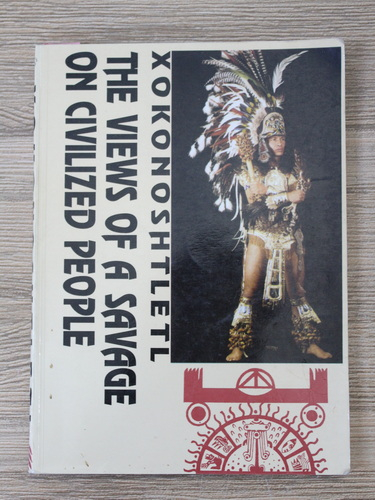 XOKONOSHTLETL
THE VIEWS OF A SAVAGE
ON CIVILIZED PEOPLE